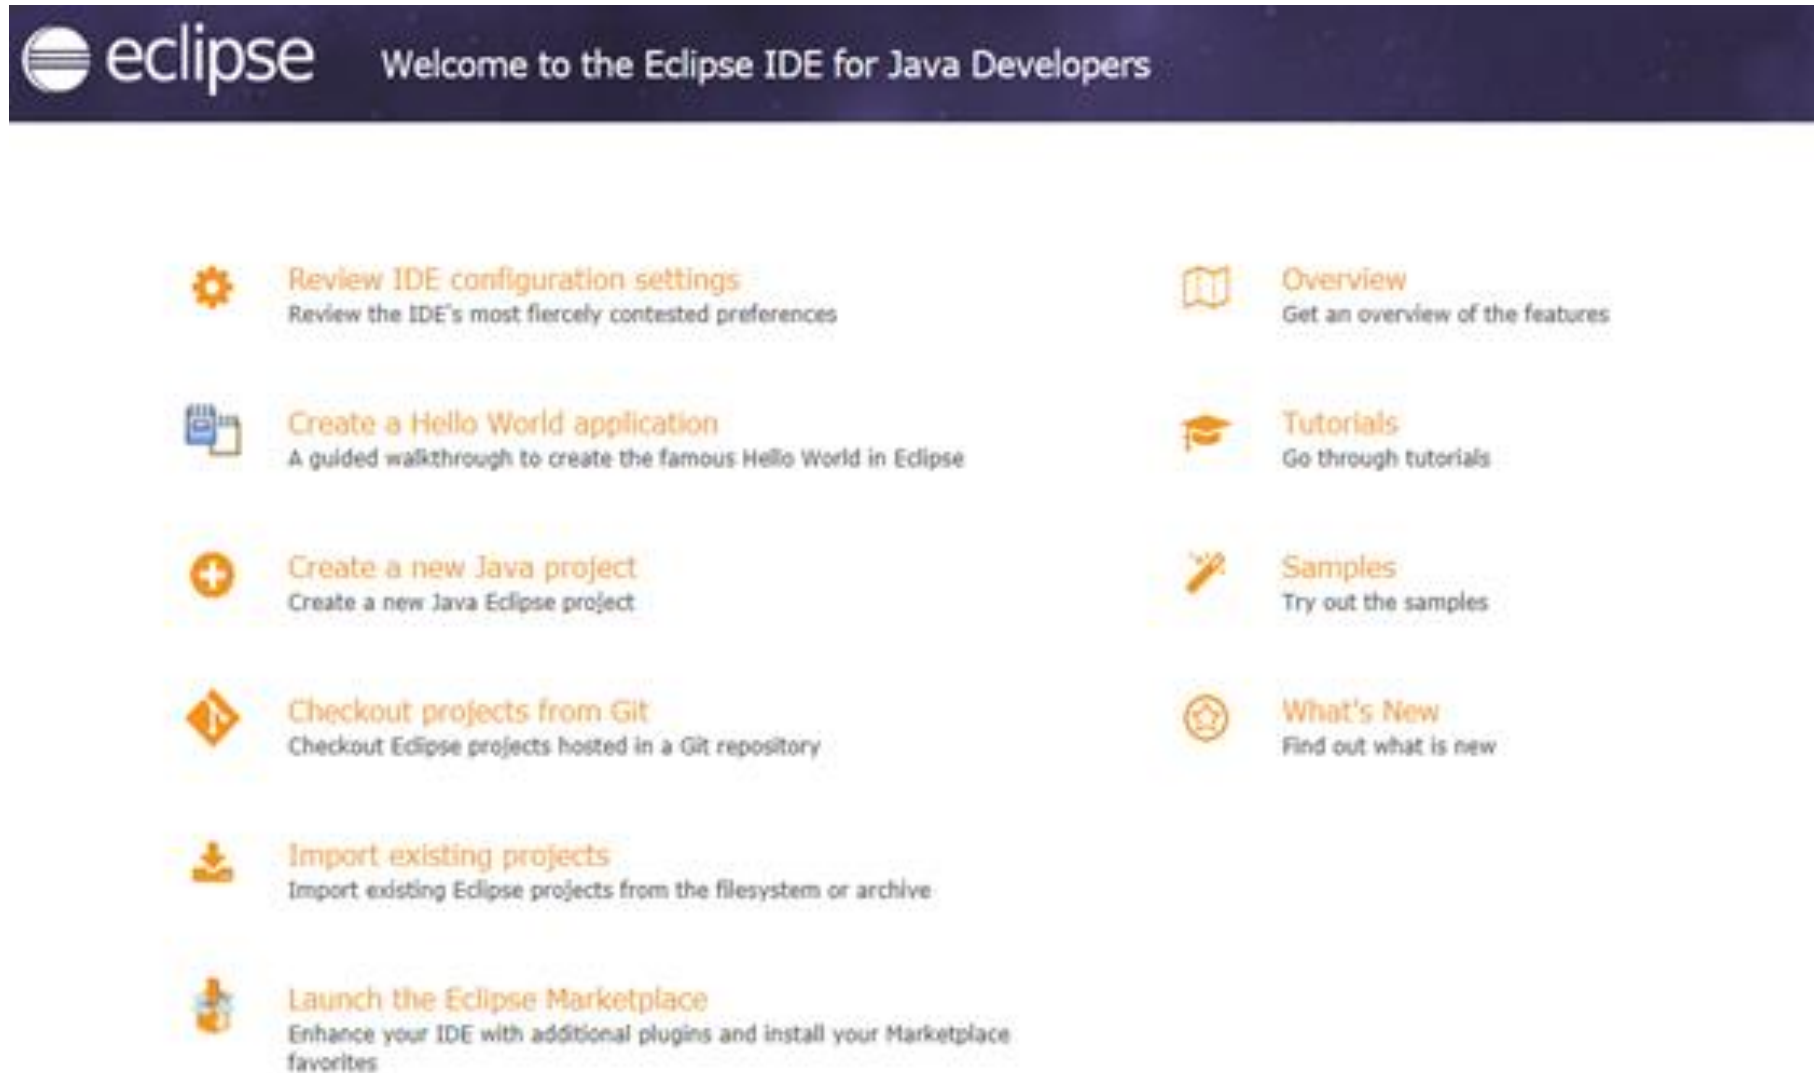 eclipse
Welcome to the Eclipse IDE for Java Developers
Review IDE configuration settings
Review the IDE's most fiercely contested preferences
Create a Hello World application
A guided walkthrough to create the famous Hello World in Eclipse
Create a new Java project
Create a new Java Eclipse project
Checkout projects from Git
Checkout Eclipse projects hosted in a Git repository
Import existing projects
Import existing Eclipse projects from the filesystem or archive
Launch the Eclipse Marketplace
Enhance your IDE with additional plugins and install your Marketplace
favorites
Overview
Get an overview of the features
Tutorials
Go through tutorials
Samples
Try out the samples
What's New
Find out what is new